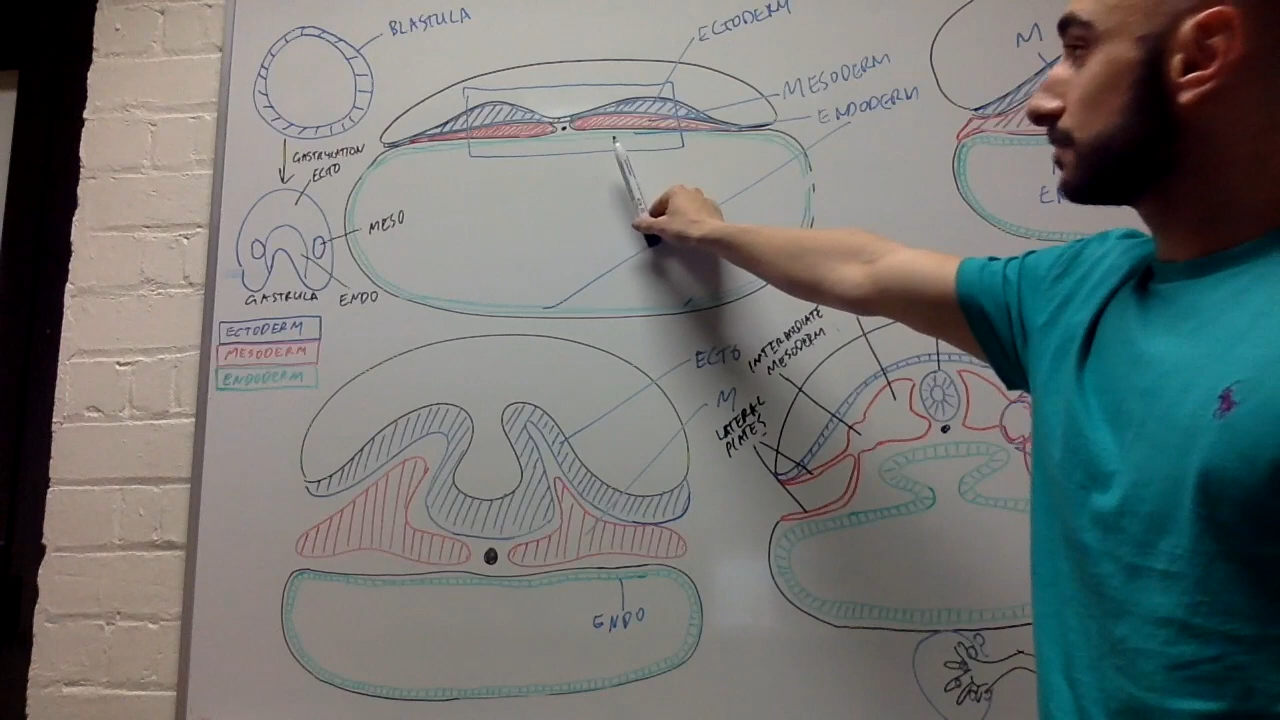 BLASTULA
GASTRULATION
ECTO
MESO
ENDO
GASTRULA
ECTODERM
MESODERM
ENDODERM
ECTODERM
MESODERM
ENDODERM
ECTO
M
ENDO
M
INTERMEDIATE
MESODERM
LATERAL
PLATES